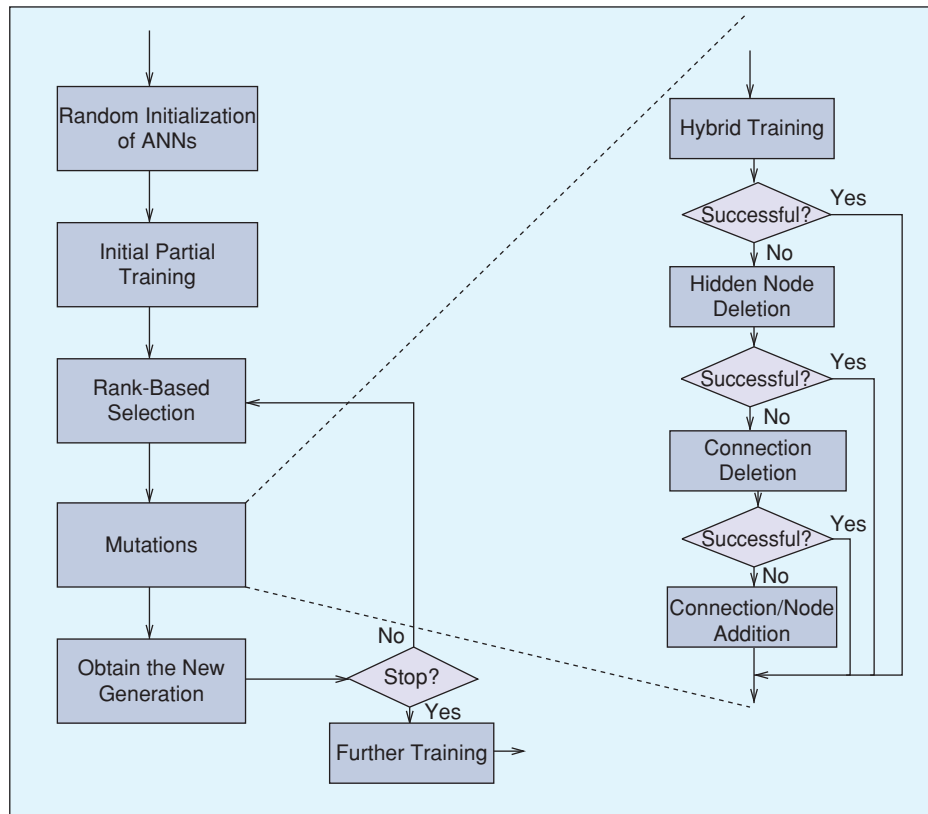 Random Initialization
of ANNs
Initial Partial
Training
Rank-Based
Selection
Mutations
Obtain the New
Generation
No
Stop?
Yes
Further Training
Hybrid Training
Yes
Successful?
No
Hidden Node
Deletion
Yes
Successful?
No
Connection
Deletion
Yes
Successful?
No
Connection/Node
Addition